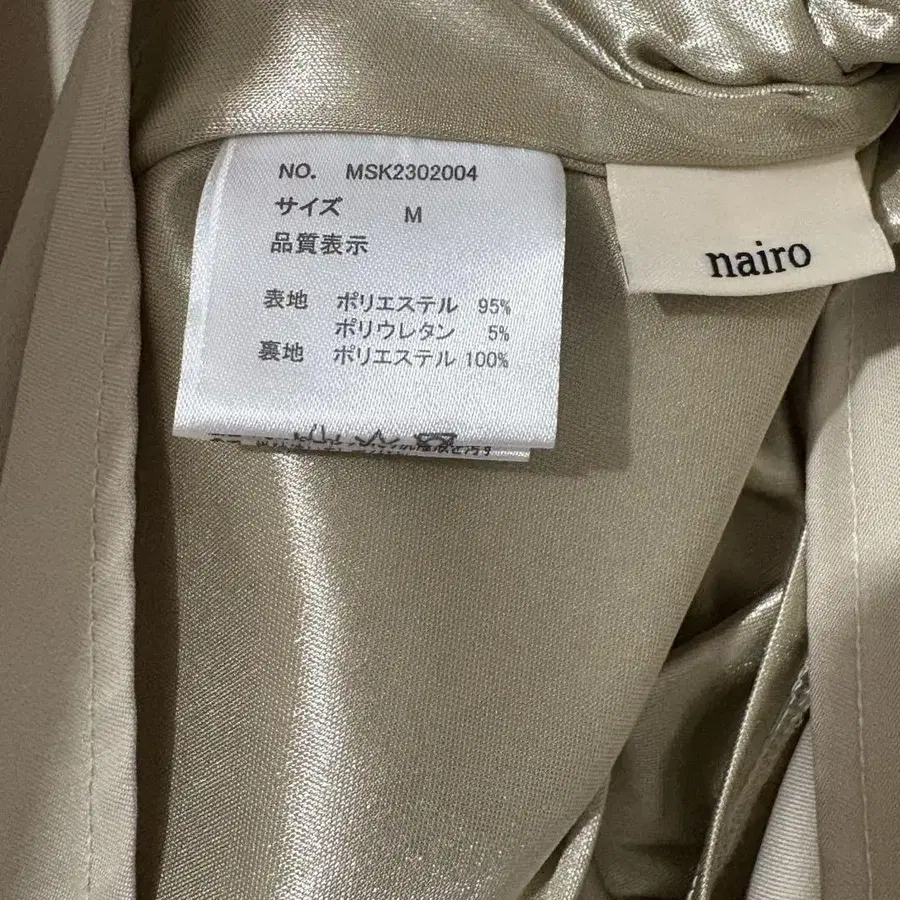 NO. MSK2302004
サイズ M
品質表示
表地 ポリエステル 95%
ポリウレタン 5%
裏地 ポリエステル 100%
nairo